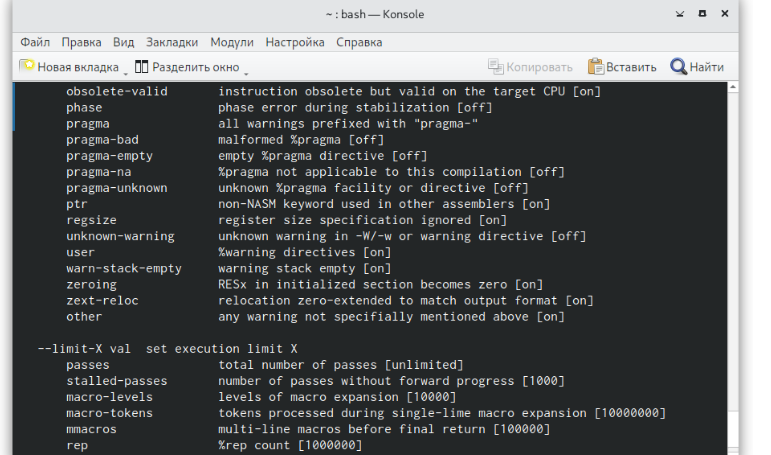 ~ : bash — Konsole
Файл Правка Вид Закладки Модули Настройка Справка
Новая вкладка Разделить окно Копировать Вставить Найти
obsolete-valid instruction obsolete but valid on the target CPU [on]
phase phase error during stabilization [off]
pragma all warnings prefixed with "pragma-"
pragma-bad malformed %pragma [off]
pragma-empty empty %pragma directive [off]
pragma-na %pragma not applicable to this compilation [off]
pragma-unknown unknown %pragma facility or directive [off]
ptr non-NASM keyword used in other assemblers [on]
regsize register size specification ignored [on]
unknown-warning unknown warning in -W/-w or warning directive [off]
user %warning directives [on]
warn-stack-empty warning stack empty [on]
zeroing RESx in initialized section becomes zero [on]
zext-reloc relocation zero-extended to match output format [on]
other any warning not specifially mentioned above [on]
--limit-X val set execution limit X
passes total number of passes [unlimited]
stalled-passes number of passes without forward progress [1000]
macro-levels levels of macro expansion [10000]
macro-tokens tokens processed during single-lime macro expansion [10000000]
mmacros multi-line macros before final return [100000]
rep %rep count [1000000]